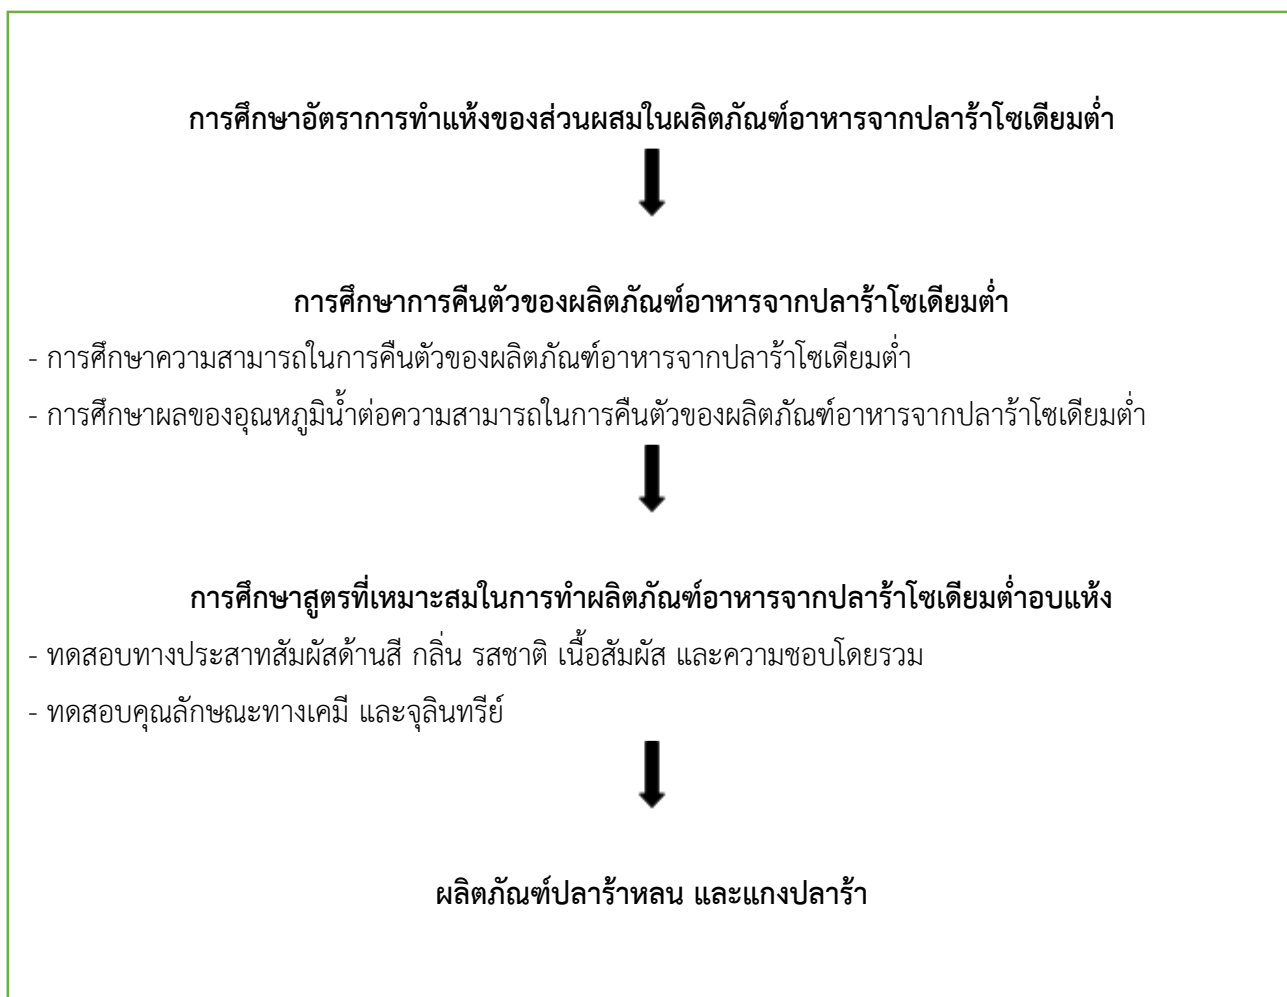 การศึกษาอัตราการทำแห้งของส่วนผสมในผลิตภัณฑ์อาหารจากปลาร้าโซเดียมต่ำ
การศึกษาการคืนตัวของผลิตภัณฑ์อาหารจากปลาร้าโซเดียมต่ำ
- การศึกษาความสามารถในการคืนตัวของผลิตภัณฑ์อาหารจากปลาร้าโซเดียมต่ำ
- การศึกษาผลของอุณหภูมิน้ำต่อความสามารถในการคืนตัวของผลิตภัณฑ์อาหารจากปลาร้าโซเดียมต่ำ
การศึกษาสูตรที่เหมาะสมในการทำผลิตภัณฑ์อาหารจากปลาร้าโซเดียมต่ำอบแห้ง
- ทดสอบทางประสาทสัมผัสด้านสี กลิ่น รสชาติ เนื้อสัมผัส และความชอบโดยรวม
- ทดสอบคุณลักษณะทางเคมี และจุลินทรีย์
ผลิตภัณฑ์ปลาร้าหลน และแกงปลาร้า